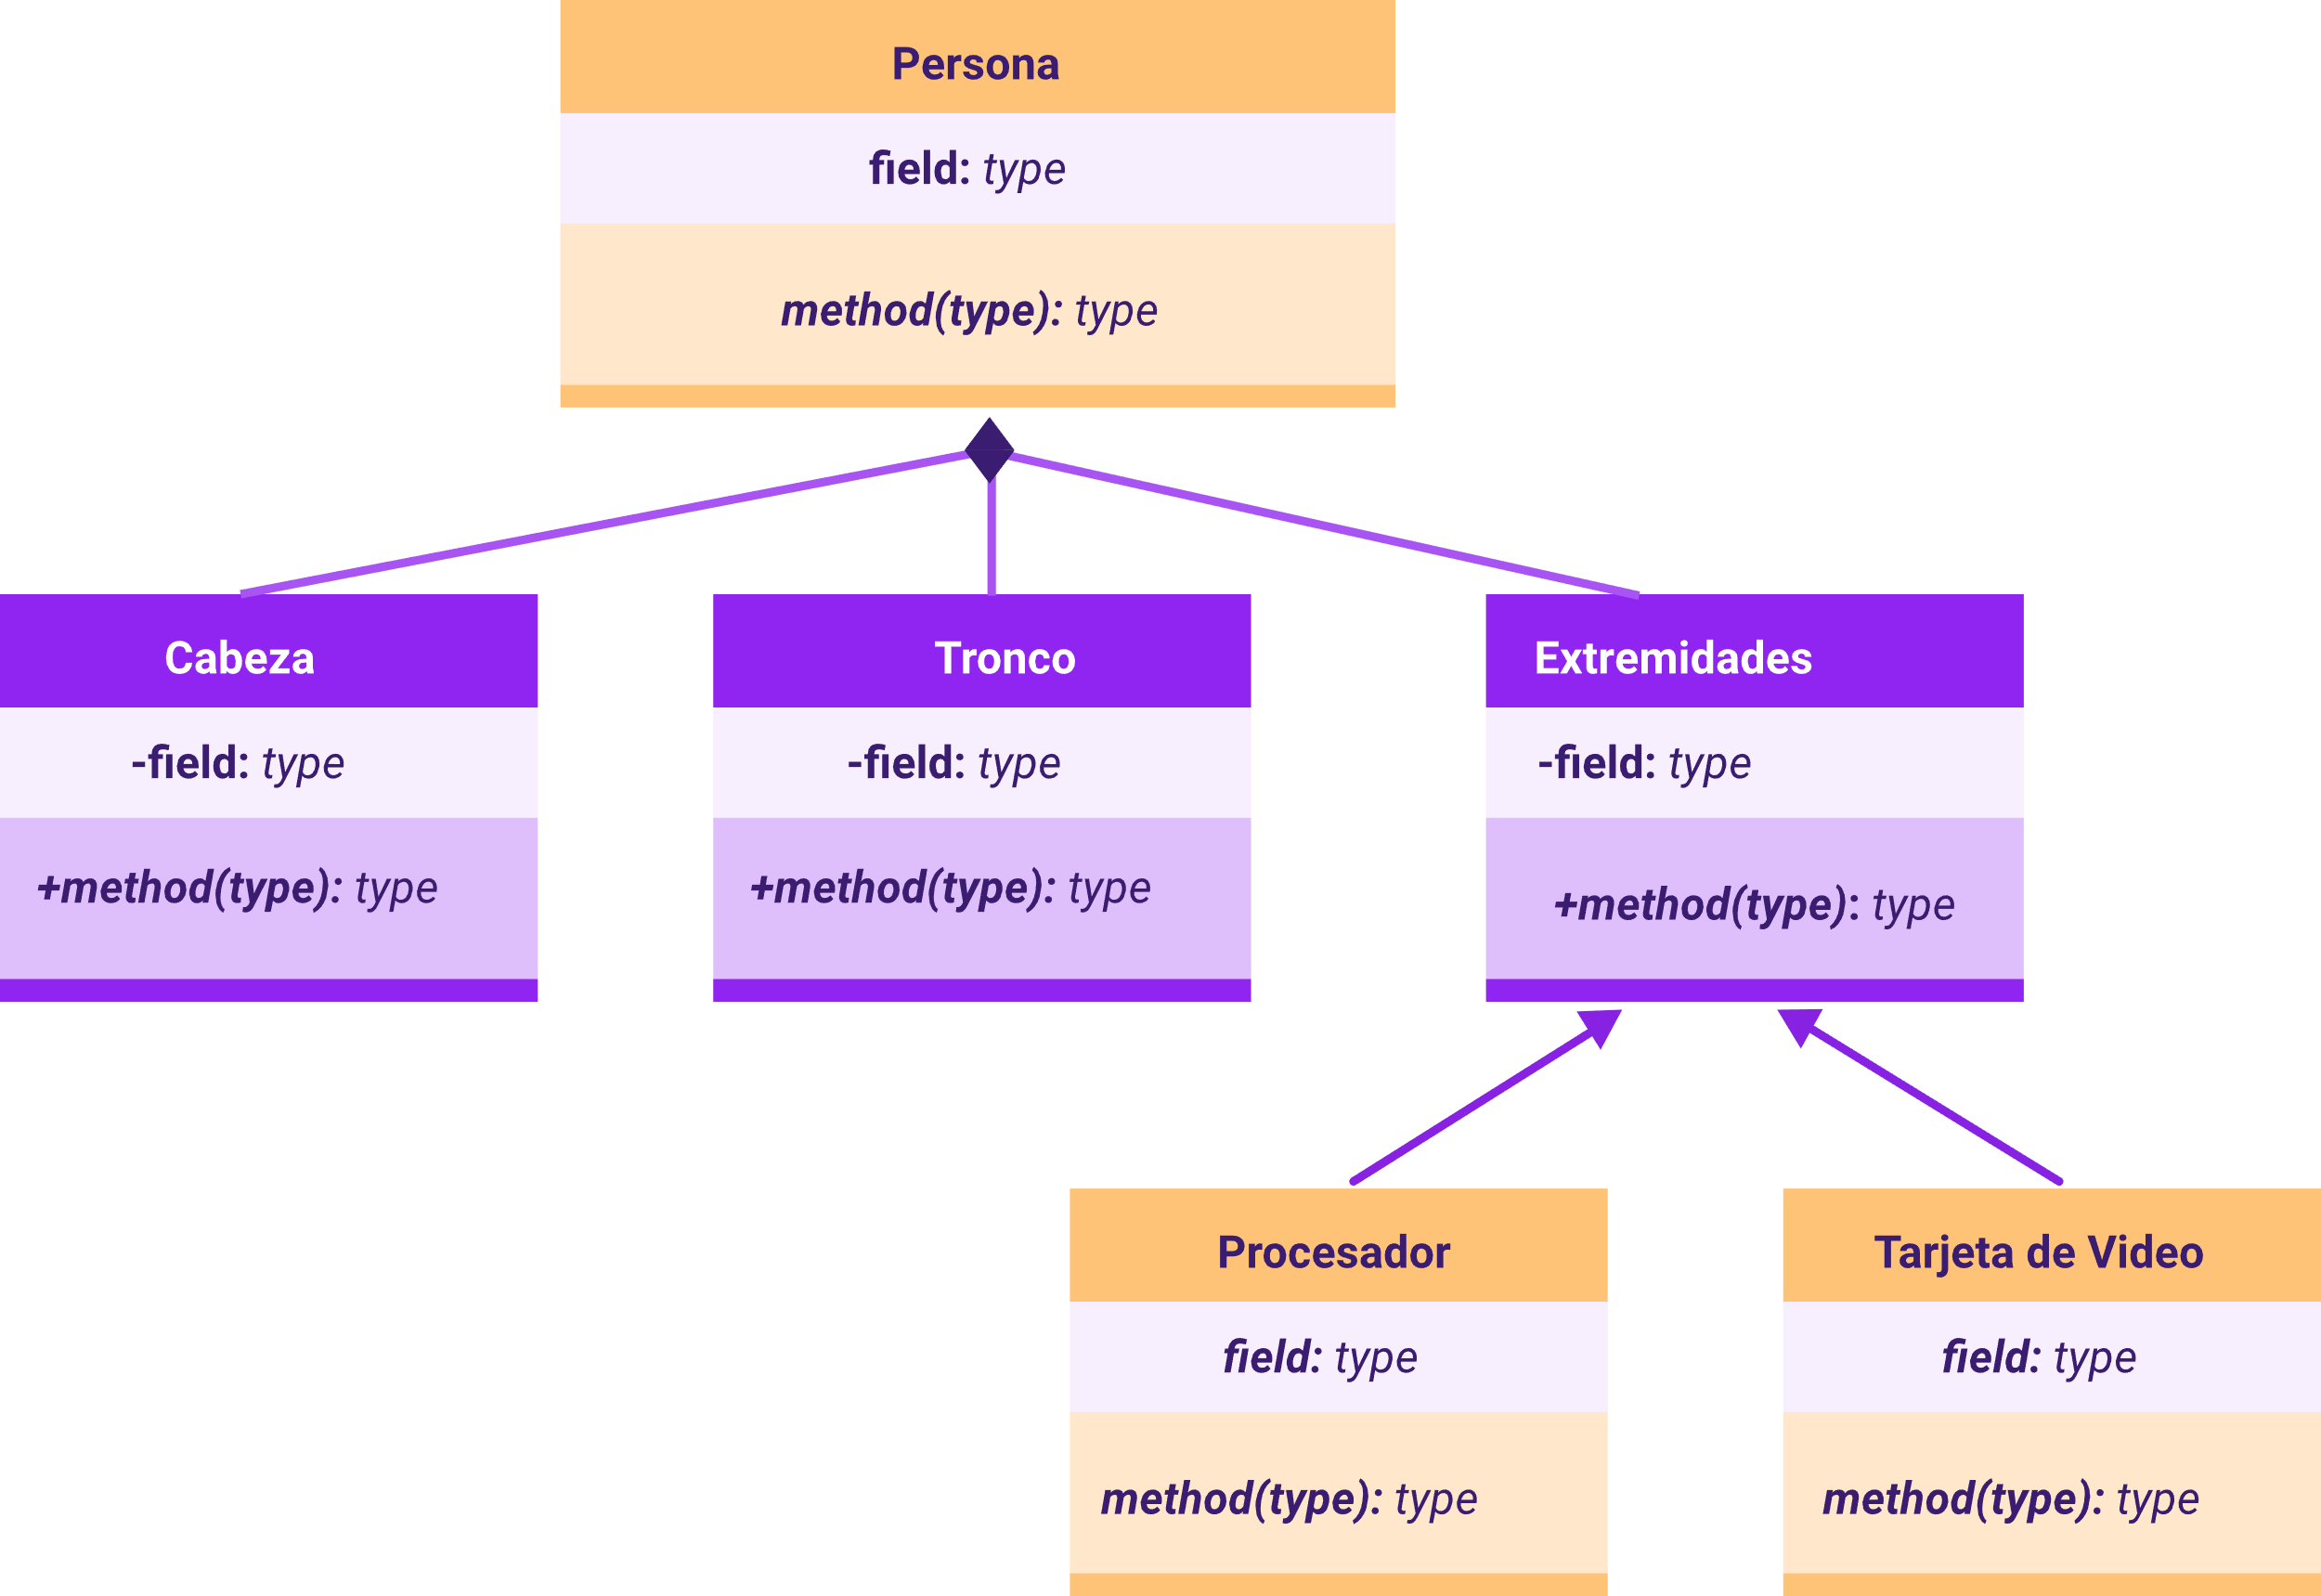 Persona
field: type
method(type): type
Cabeza
-field: type
+method(type): type
Tronco
-field: type
+method(type): type
Extremidades
-field: type
+method(type): type
Procesador
field: type
method(type): type
Tarjeta de Video
field: type
method(type): type